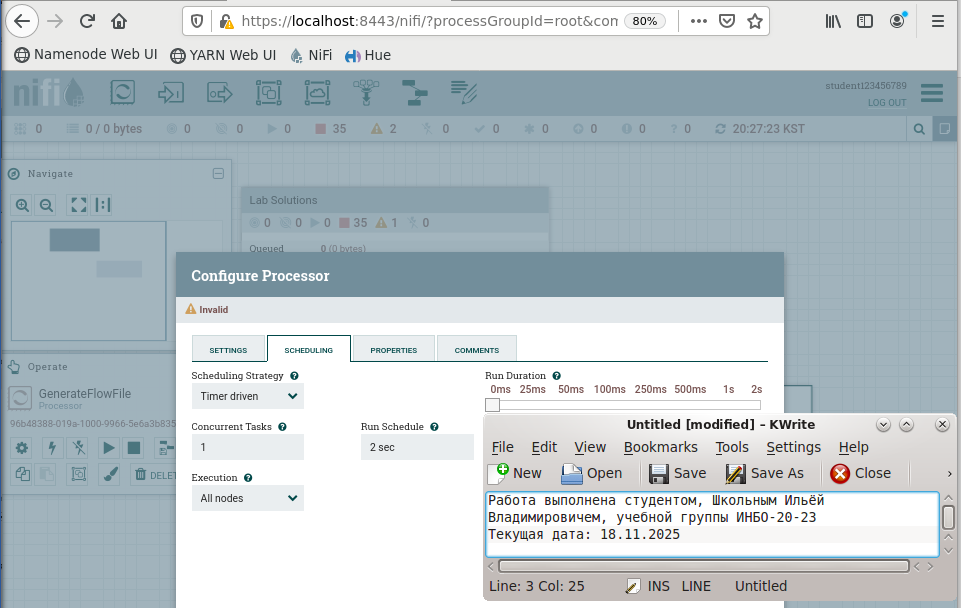 https://localhost:8443/nifi/?processGroupId=root&con
80%
Namenode Web UI
YARN Web UI
NiFi
Hue
nifi
student123456789
LOG OUT
0
0 / 0 bytes
0
0
0
35
2
0
0
0
0
0
0
20:27:23 KST
Navigate
Lab Solutions
0
0
0
35
1
0
Queued
0 (0 bytes)
Configure Processor
Invalid
SETTINGS
SCHEDULING
PROPERTIES
COMMENTS
Operate
GenerateFlowFile
Processor
96b48388-019a-1000-9966-5e6a3b835
DELET
Scheduling Strategy
Timer driven
Run Duration
0ms 25ms 50ms 100ms 250ms 500ms 1s 2s
Concurrent Tasks
1
Run Schedule
2 sec
Execution
All nodes
Untitled [modified] – KWrite
File Edit View Bookmarks Tools Settings Help
New Open Save Save As Close
Работа выполнена студентом, Школьным Ильёй
Владимировичем, учебной группы ИНБО-20-23
Текущая дата: 18.11.2025
Line: 3 Col: 25 INS LINE Untitled